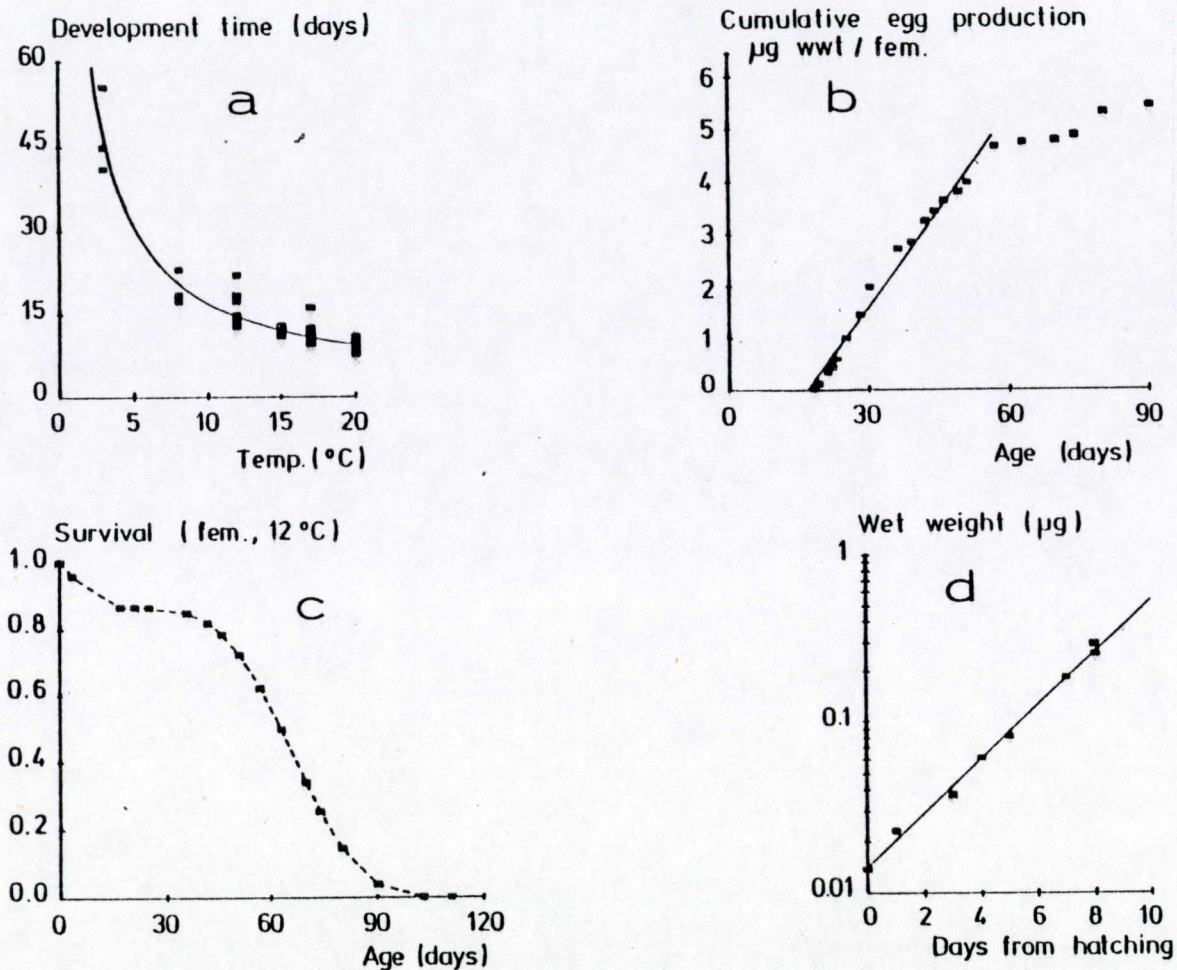 Development time (days)
60
45
30
15
0
0 5 10 15 20
Temp. (°C)
a
Cumulative egg production
µg wwt / fem.
6
5
4
3
2
1
0
0 30 60 90
Age (days)
b
Survival (fem., 12 °C)
1.0
0.8
0.6
0.4
0.2
0.0
0 30 60 90 120
Age (days)
c
Wet weight (µg)
1
0.1
0.01
0 2 4 6 8 10
Days from hatching
d